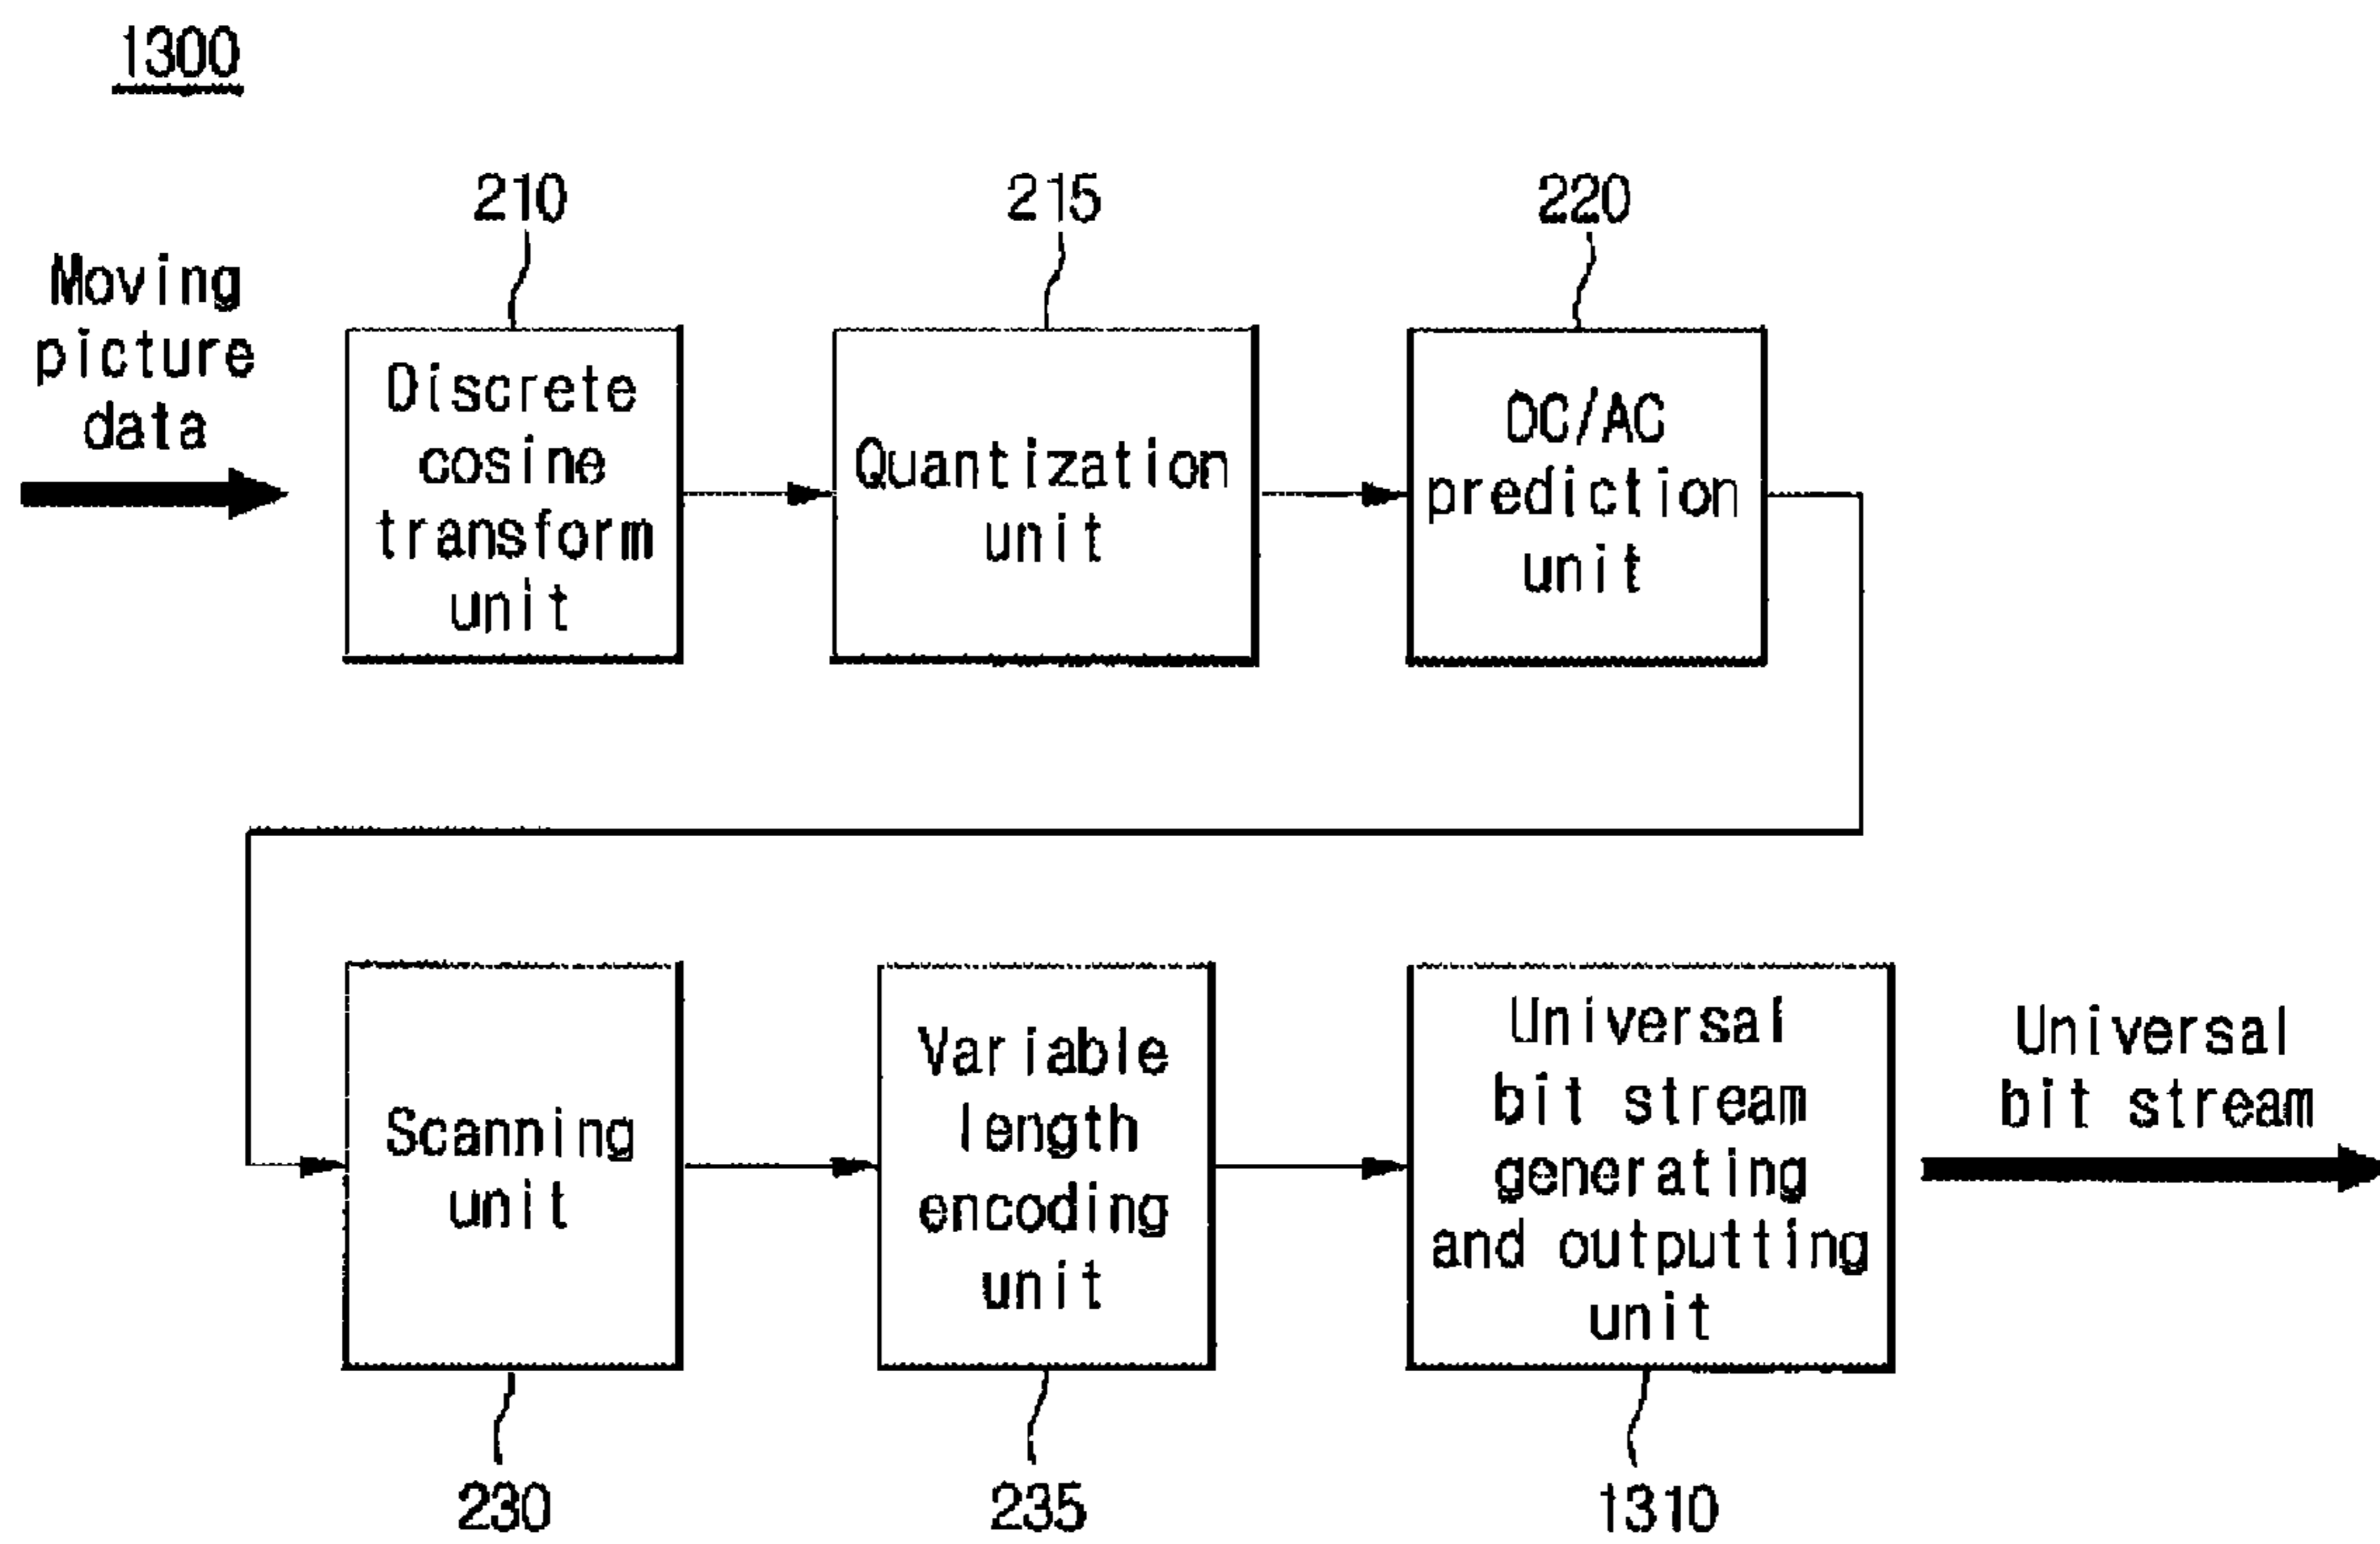 1300
210
215
220
Moving
picture
data
Discrete
cosine
transform
unit
Quantization
unit
DC/AC
prediction
unit
Scanning
unit
Variable
length
encoding
unit
Universal
bit stream
generating
and outputting
unit
Universal
bit stream
230
235
1310